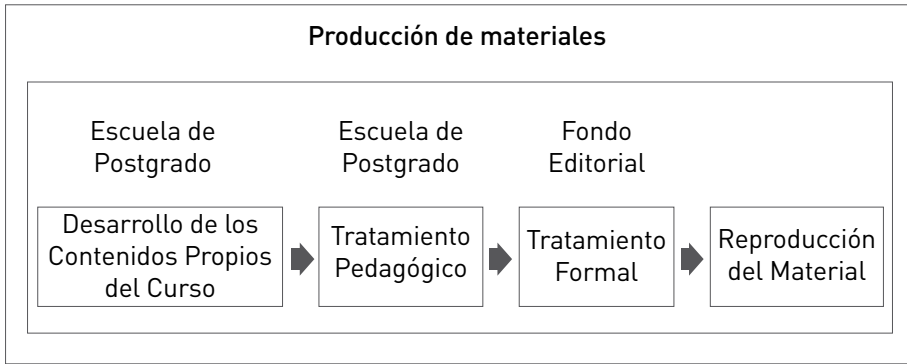 Producción de materiales
Escuela de
Postgrado
Escuela de
Postgrado
Fondo
Editorial
Desarrollo de los
Contenidos Propios
del Curso
Tratamiento
Pedagógico
Tratamiento
Formal
Reproducción
del Material